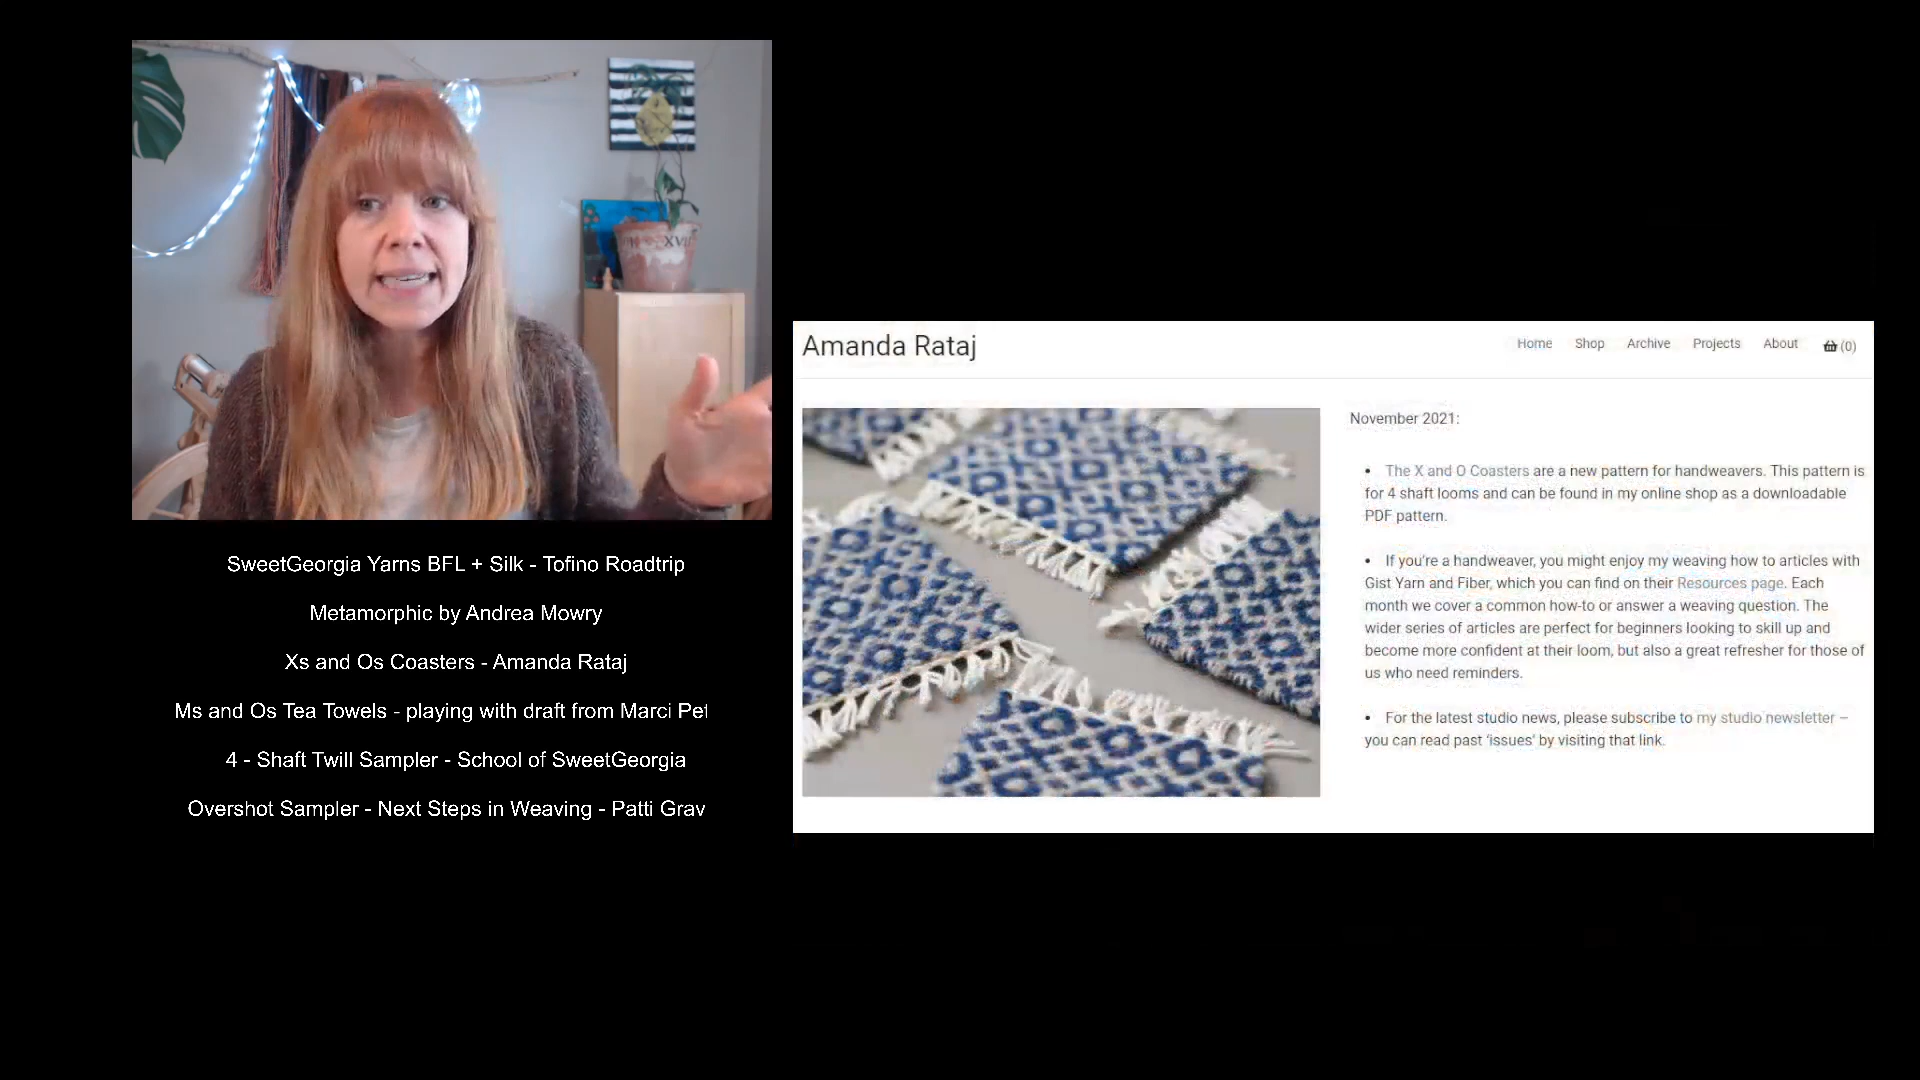 SweetGeorgia Yarns BFL + Silk - Tofino Roadtrip
Metamorphic by Andrea Mowry
Xs and Os Coasters - Amanda Rataj
Ms and Os Tea Towels - playing with draft from Marci
4 - Shaft Twill Sampler - School of SweetGeorgia
Overshot Sampler - Next Steps in Weaving - Patti Grav
Amanda Rataj
Home Shop Archive Projects About (0)
November 2021:
• The X and O Coasters are a new pattern for handweavers. This pattern is
for 4 shaft looms and can be found in my online shop as a downloadable
PDF pattern.
• If you're a handweaver, you might enjoy my weaving how to articles with
Gist Yarn and Fiber, which you can find on their Resources page. Each
month we cover a common how-to or answer a weaving question. The
wider series of articles are perfect for beginners looking to skill up and
become more confident at their loom, but also a great refresher for those of
us who need reminders.
• For the latest studio news, please subscribe to my studio newsletter –
you can read past 'issues' by visiting that link.